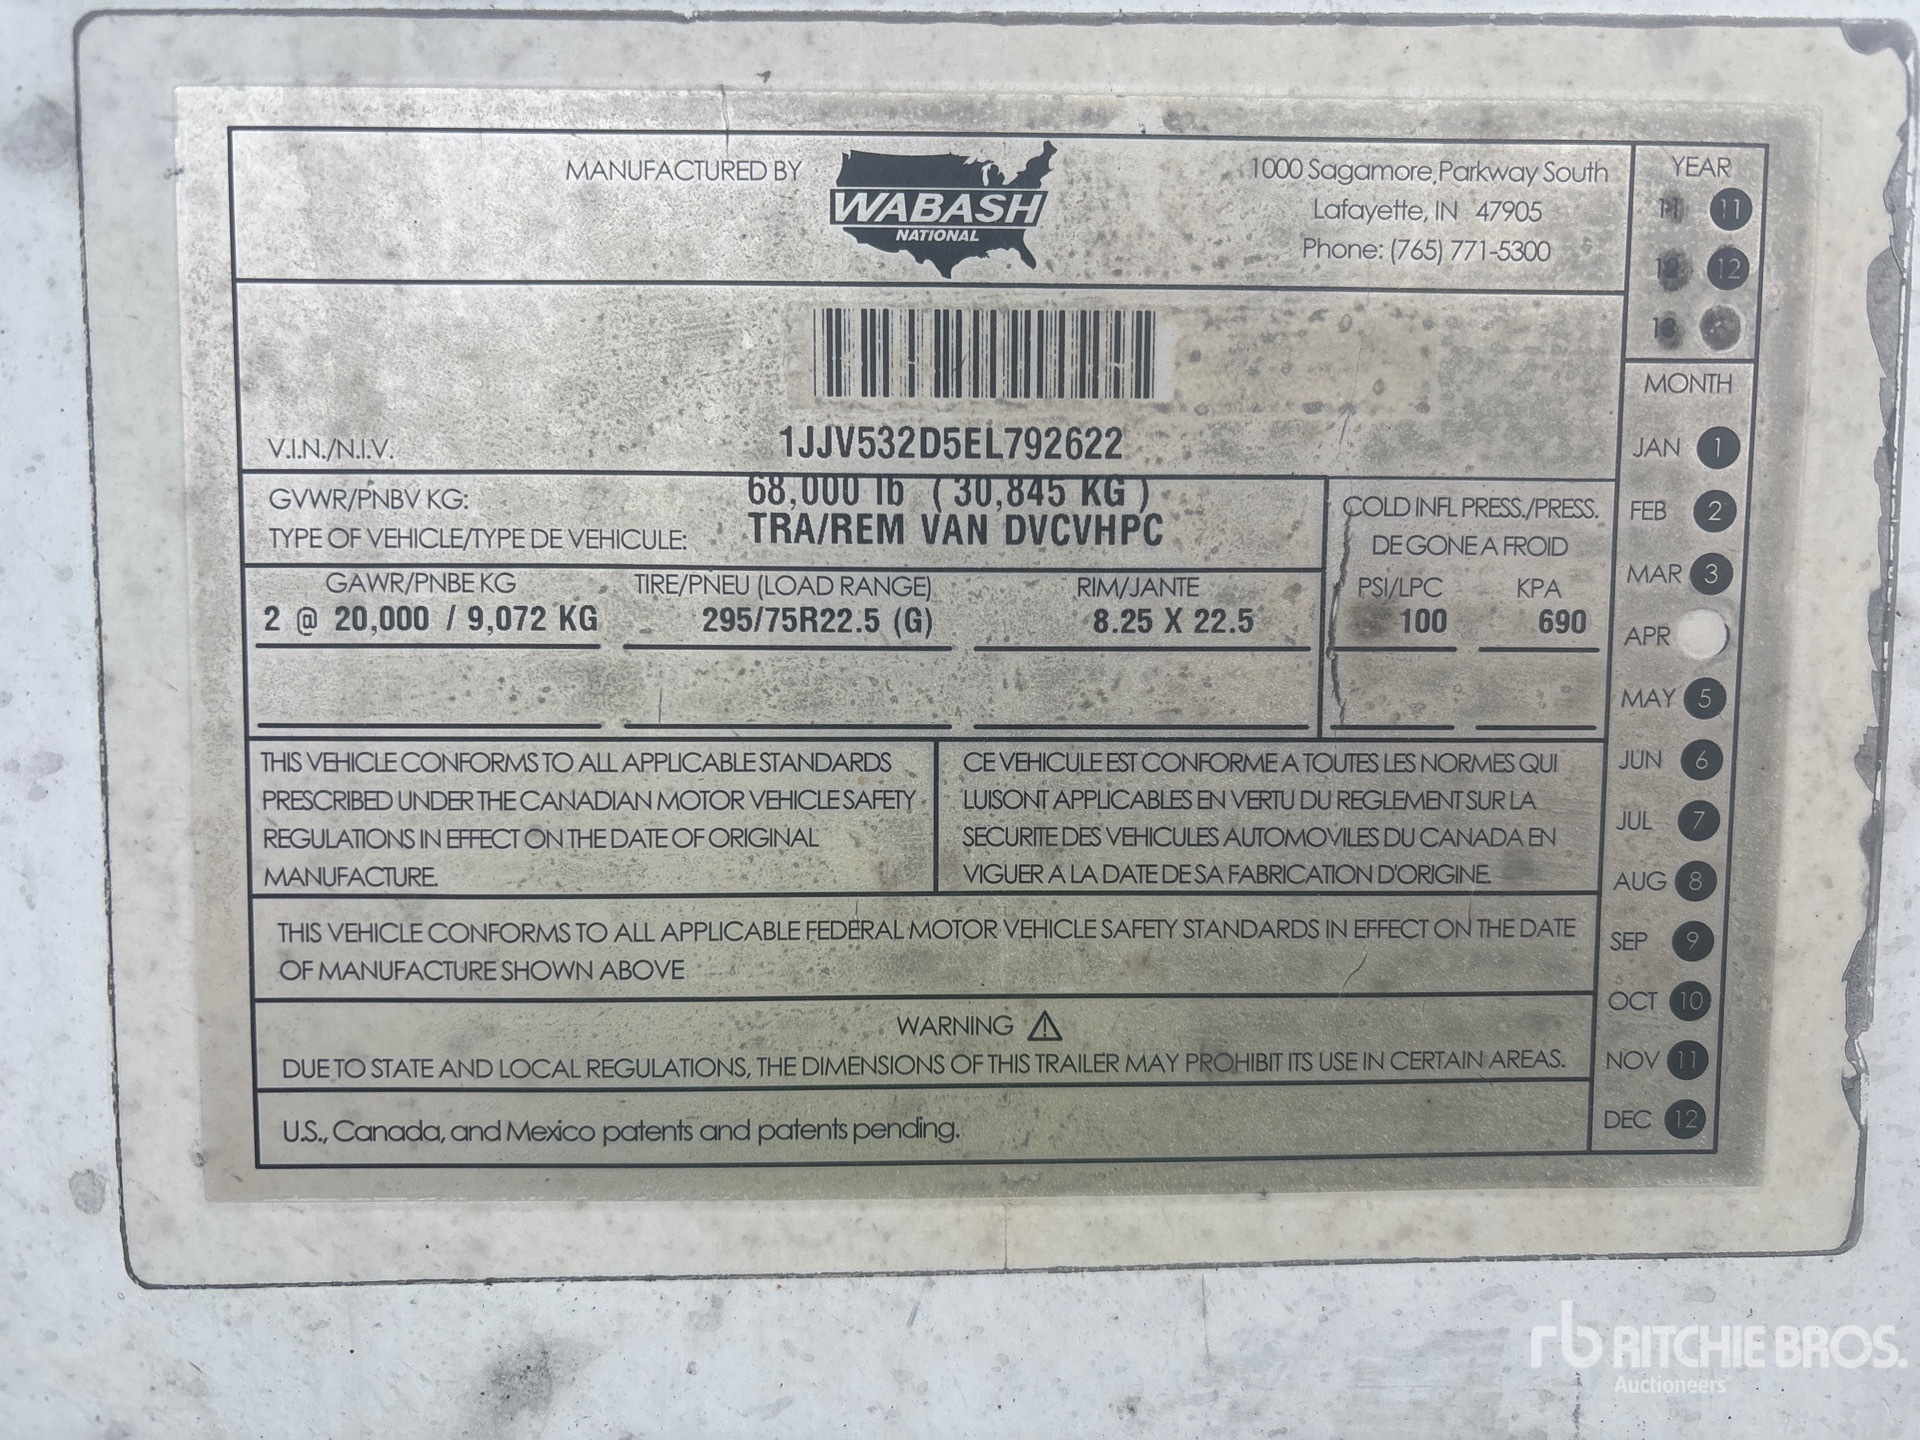 MANUFACTURED BY
WABASH
NATIONAL
1000 Sagamore Parkway South
Lafayette, IN 47905
Phone: (765) 771-5300
YEAR
11 11
12 12
13
V.I.N./N.I.V. 1JJV532D5EL792622
GVWR/PNBV KG: 68,000 lb ( 30,845 KG )
TYPE OF VEHICLE/TYPE DE VEHICULE: TRA/REM VAN DVCVHPC
COLD INFL PRESS./PRESS.
DE GONE A FROID
GAWR/PNBE KG TIRE/PNEU (LOAD RANGE) RIM/JANTE PSI/LPC KPA
2 @ 20,000 / 9,072 KG 295/75R22.5 (G) 8.25 X 22.5 100 690
THIS VEHICLE CONFORMS TO ALL APPLICABLE STANDARDS
PRESCRIBED UNDER THE CANADIAN MOTOR VEHICLE SAFETY
REGULATIONS IN EFFECT ON THE DATE OF ORIGINAL
MANUFACTURE.
CE VEHICULE EST CONFORME A TOUTES LES NORMES QUI
LUISONT APPLICABLES EN VERTU DU REGLEMENT SUR LA
SECURITE DES VEHICULES AUTOMOVILES DU CANADA EN
VIGUER A LA DATE DE SA FABRICATION D'ORIGINE.
THIS VEHICLE CONFORMS TO ALL APPLICABLE FEDERAL MOTOR VEHICLE SAFETY STANDARDS IN EFFECT ON THE DATE
OF MANUFACTURE SHOWN ABOVE
WARNING
DUE TO STATE AND LOCAL REGULATIONS, THE DIMENSIONS OF THIS TRAILER MAY PROHIBIT ITS USE IN CERTAIN AREAS.
U.S., Canada, and Mexico patents and patents pending.
MONTH
JAN 1
FEB 2
MAR 3
APR
MAY 5
JUN 6
JUL 7
AUG 8
SEP 9
OCT 10
NOV 11
DEC 12
rb RITCHIE BROS.
Auctioneers